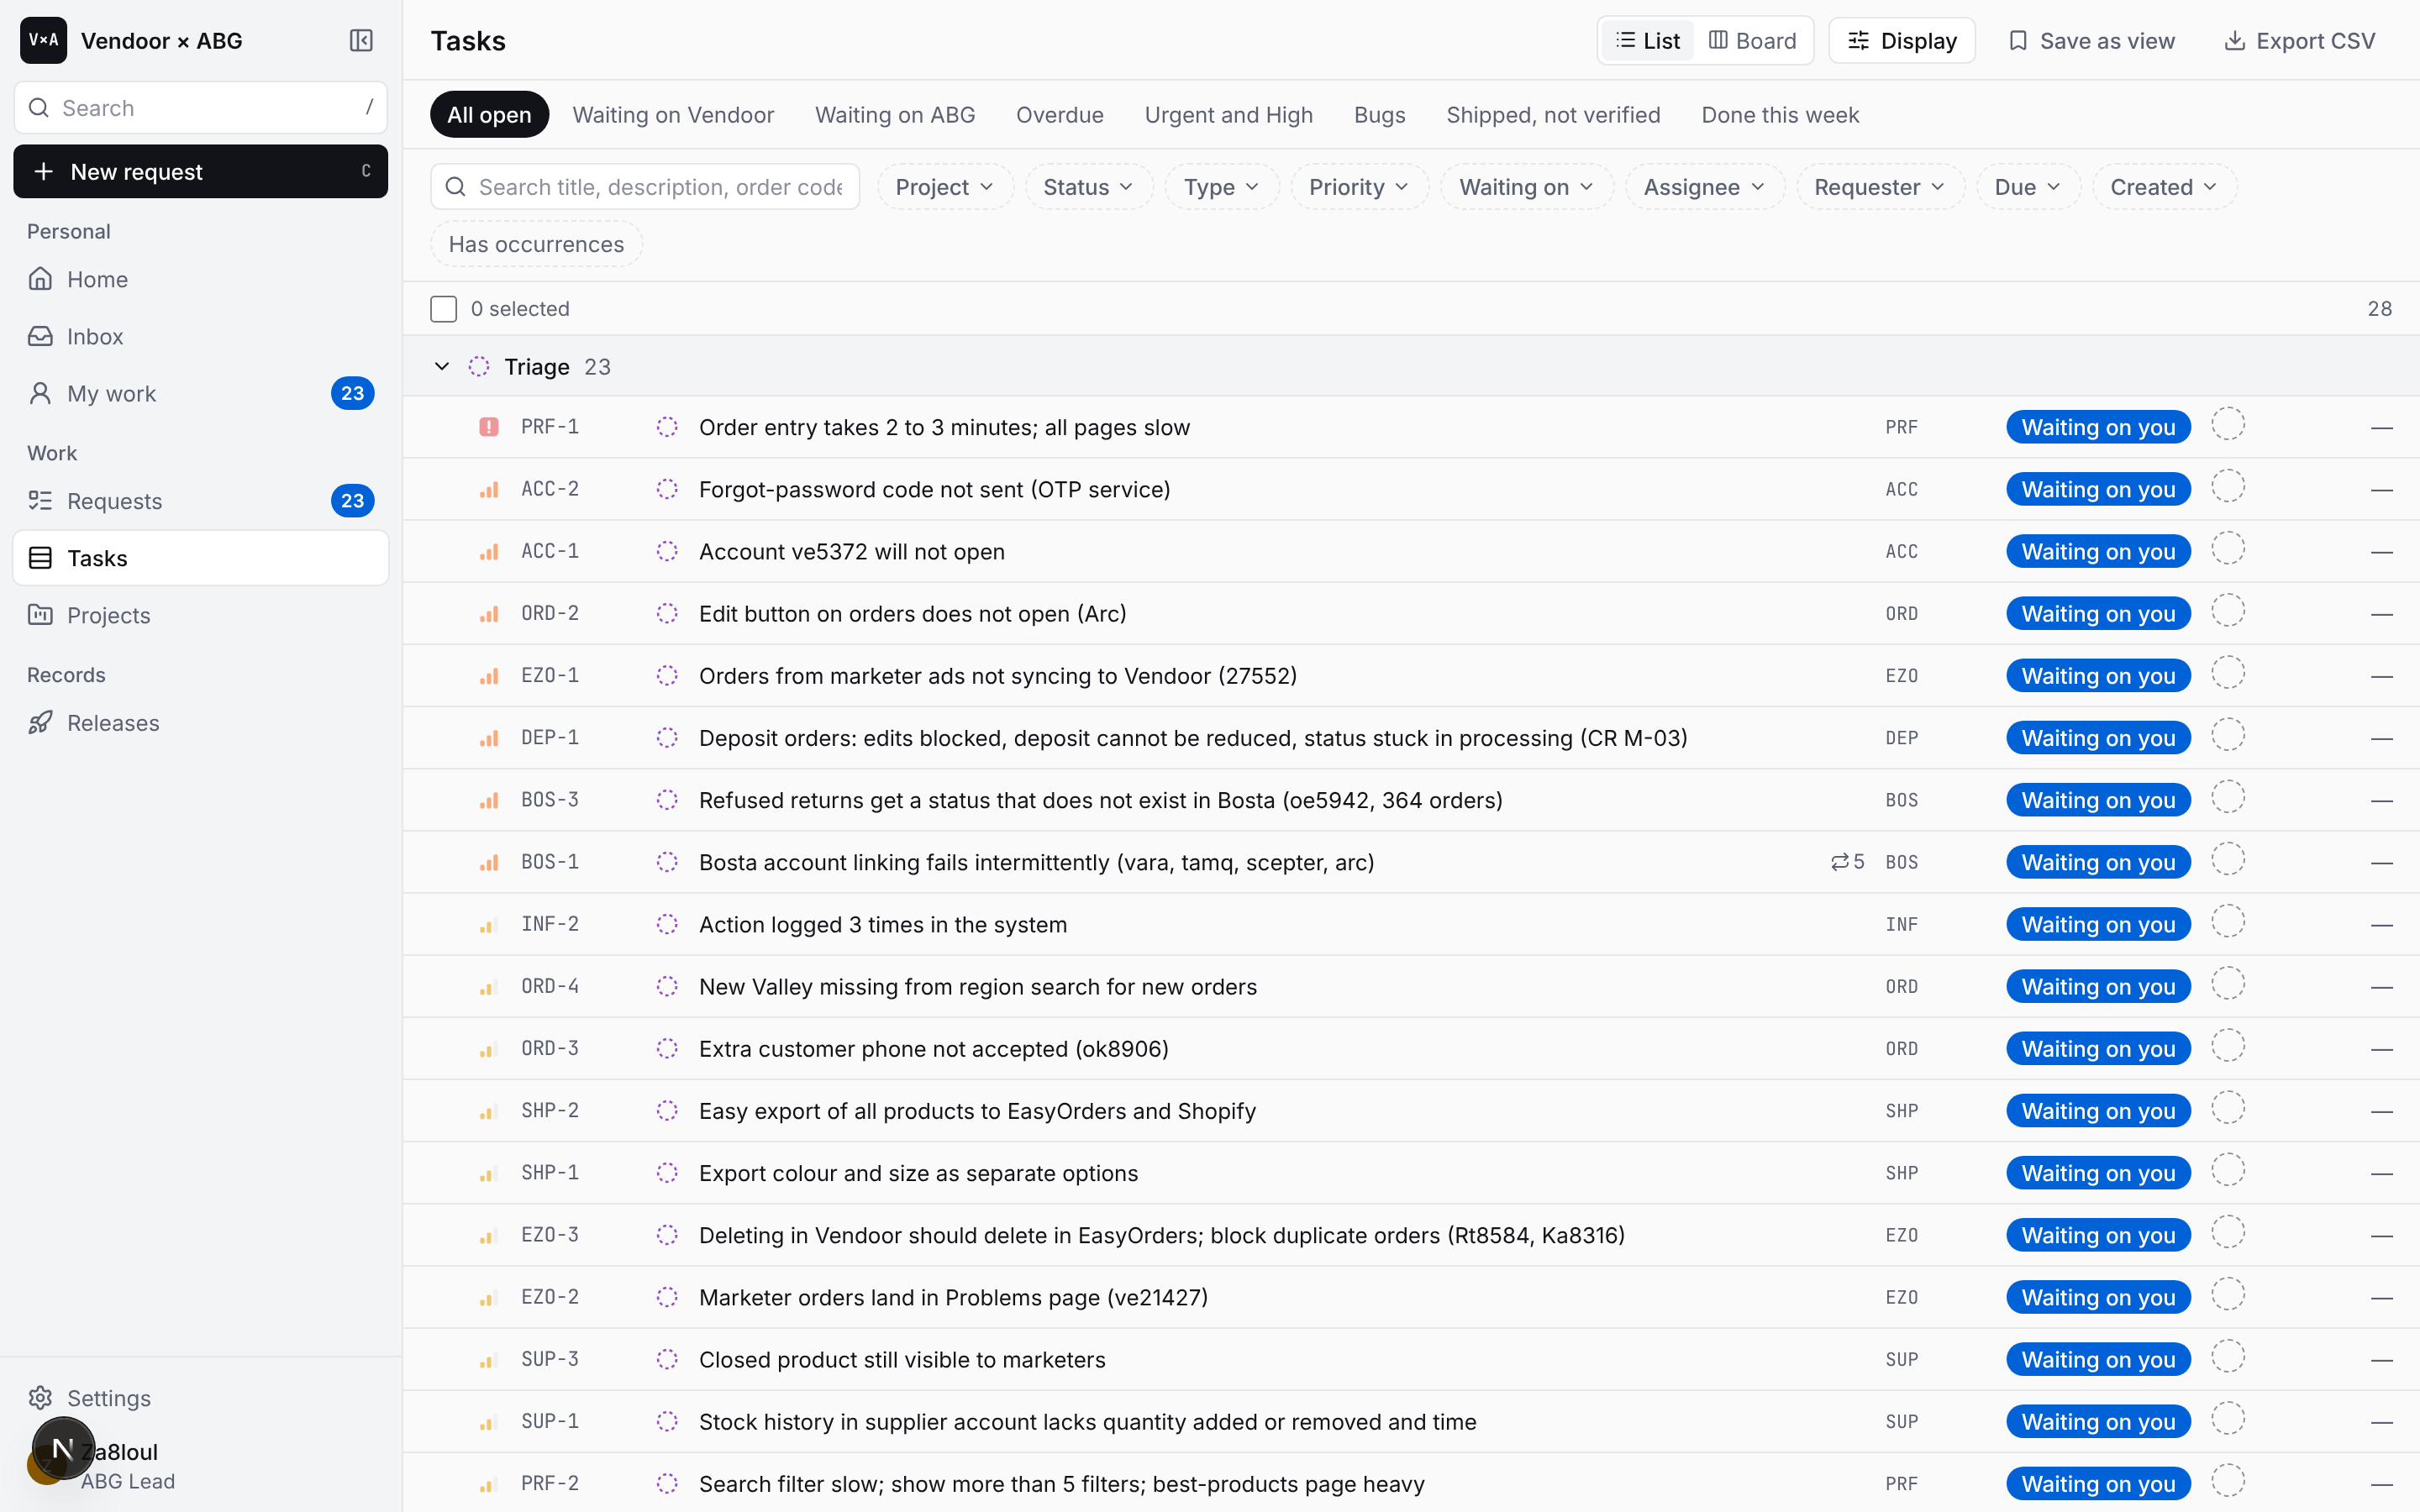 V×A Vendoor × ABG
Search /
New request C
Personal
Home
Inbox
My work 23
Work
Requests 23
Tasks
Projects
Records
Releases
Settings
N Za8loul
ABG Lead
Tasks List Board Display Save as view Export CSV
All open Waiting on Vendoor Waiting on ABG Overdue Urgent and High Bugs Shipped, not verified Done this week
Search title, description, order code Project Status Type Priority Waiting on Assignee Requester Due Created
Has occurrences
0 selected 28
Triage 23
PRF-1 Order entry takes 2 to 3 minutes; all pages slow PRF Waiting on you —
ACC-2 Forgot-password code not sent (OTP service) ACC Waiting on you —
ACC-1 Account ve5372 will not open ACC Waiting on you —
ORD-2 Edit button on orders does not open (Arc) ORD Waiting on you —
EZO-1 Orders from marketer ads not syncing to Vendoor (27552) EZO Waiting on you —
DEP-1 Deposit orders: edits blocked, deposit cannot be reduced, status stuck in processing (CR M-03) DEP Waiting on you —
BOS-3 Refused returns get a status that does not exist in Bosta (oe5942, 364 orders) BOS Waiting on you —
BOS-1 Bosta account linking fails intermittently (vara, tamq, scepter, arc) 5 BOS Waiting on you —
INF-2 Action logged 3 times in the system INF Waiting on you —
ORD-4 New Valley missing from region search for new orders ORD Waiting on you —
ORD-3 Extra customer phone not accepted (ok8906) ORD Waiting on you —
SHP-2 Easy export of all products to EasyOrders and Shopify SHP Waiting on you —
SHP-1 Export colour and size as separate options SHP Waiting on you —
EZO-3 Deleting in Vendoor should delete in EasyOrders; block duplicate orders (Rt8584, Ka8316) EZO Waiting on you —
EZO-2 Marketer orders land in Problems page (ve21427) EZO Waiting on you —
SUP-3 Closed product still visible to marketers SUP Waiting on you —
SUP-1 Stock history in supplier account lacks quantity added or removed and time SUP Waiting on you —
PRF-2 Search filter slow; show more than 5 filters; best-products page heavy PRF Waiting on you —